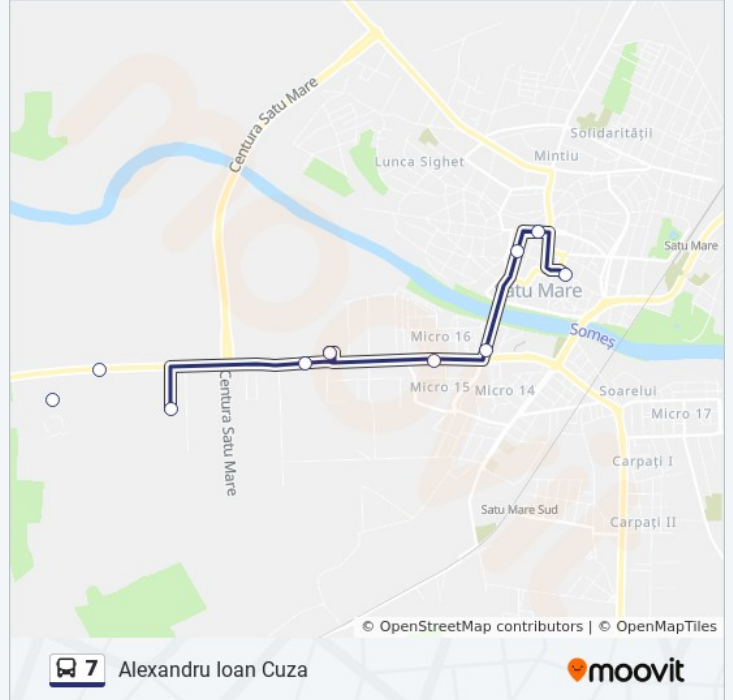 Centura Satu Mare
Solidarității
Mintiu
Lunca Sighet
Satu Mare
atu Mare
Someș
Micro 16
Micro 15
Micro 14
Soarelui
Micro 17
Centura Satu Mare
Carpați I
Satu Mare Sud
Carpați II
© OpenStreetMap contributors | © OpenMapTiles
7 Alexandru Ioan Cuza
moovit